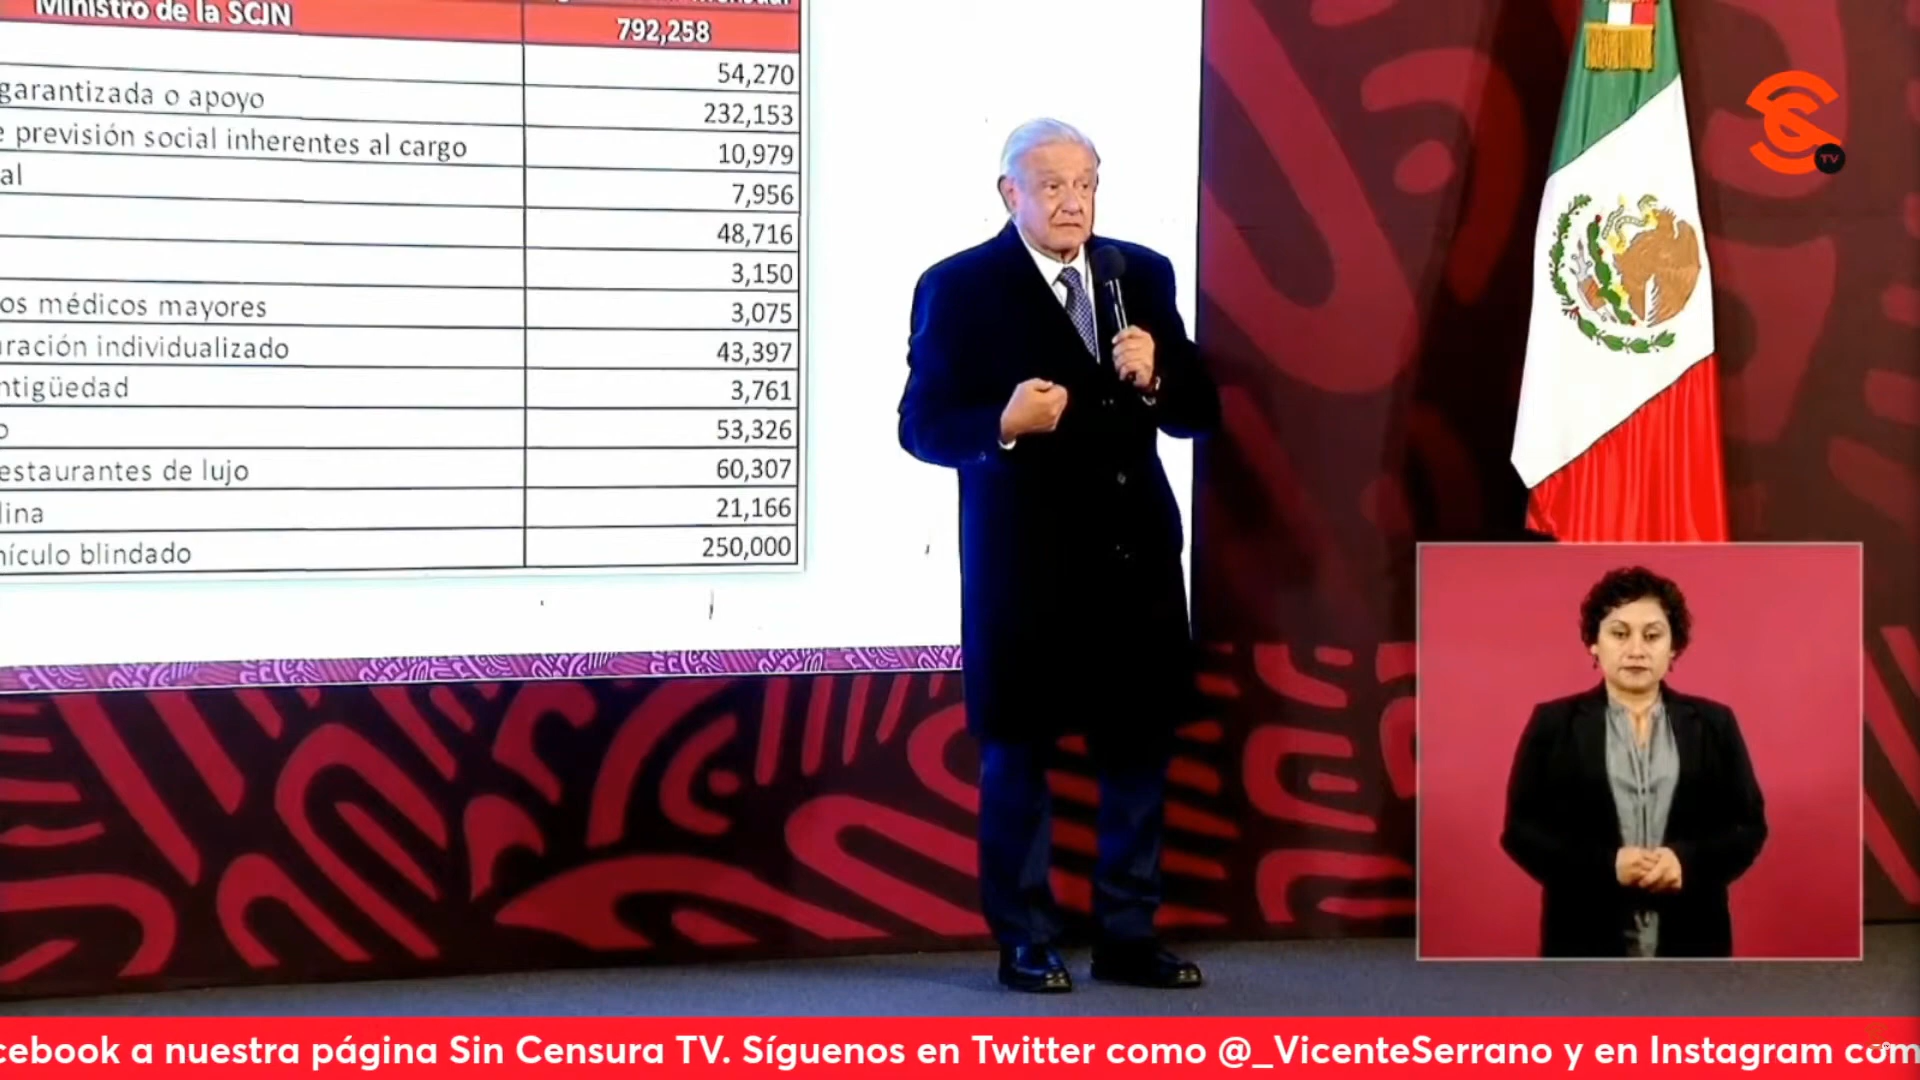 Ministro de la SCJN
792,258
54,270
garantizada o apoyo 232,153
e previsión social inherentes al cargo 10,979
al 7,956
48,716
3,150
os médicos mayores 3,075
ración individualizado 43,397
ntigüedad 3,761
o 53,326
estaurantes de lujo 60,307
lina 21,166
hículo blindado 250,000
TV
cebook a nuestra página Sin Censura TV. Síguenos en Twitter como @_VicenteSerrano y en Instagram com